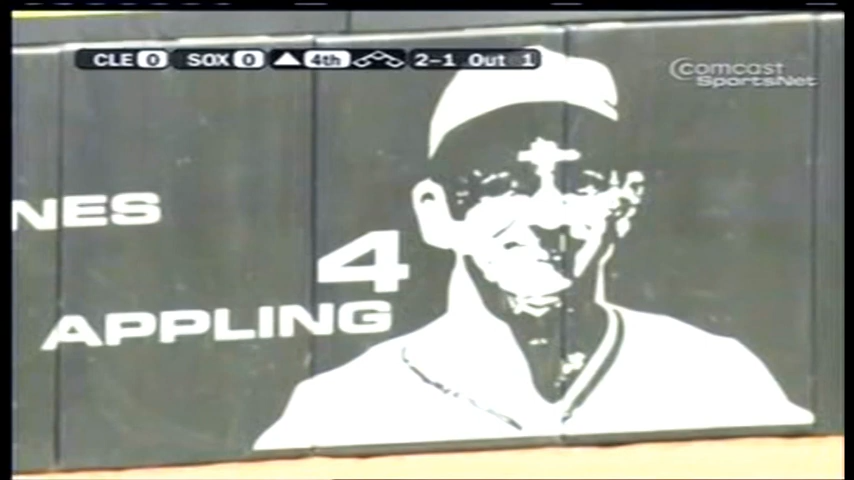 CLE 0 SOX 0 4th 2-1 Out 1
comcast
SportsNet
NES
4
APPLING